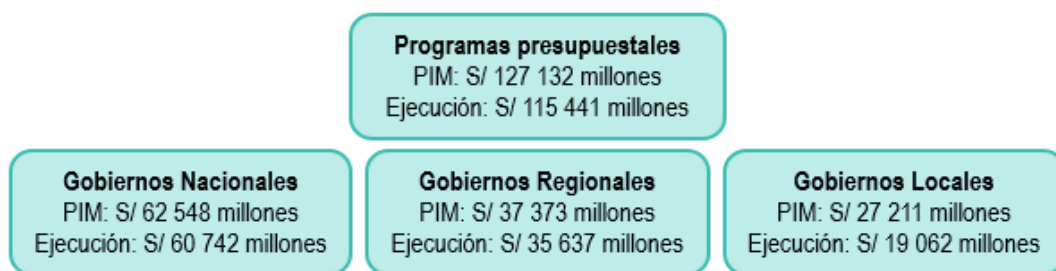 Programas presupuestales
PIM: S/ 127 132 millones
Ejecución: S/ 115 441 millones
Gobiernos Nacionales
PIM: S/ 62 548 millones
Ejecución: S/ 60 742 millones
Gobiernos Regionales
PIM: S/ 37 373 millones
Ejecución: S/ 35 637 millones
Gobiernos Locales
PIM: S/ 27 211 millones
Ejecución: S/ 19 062 millones